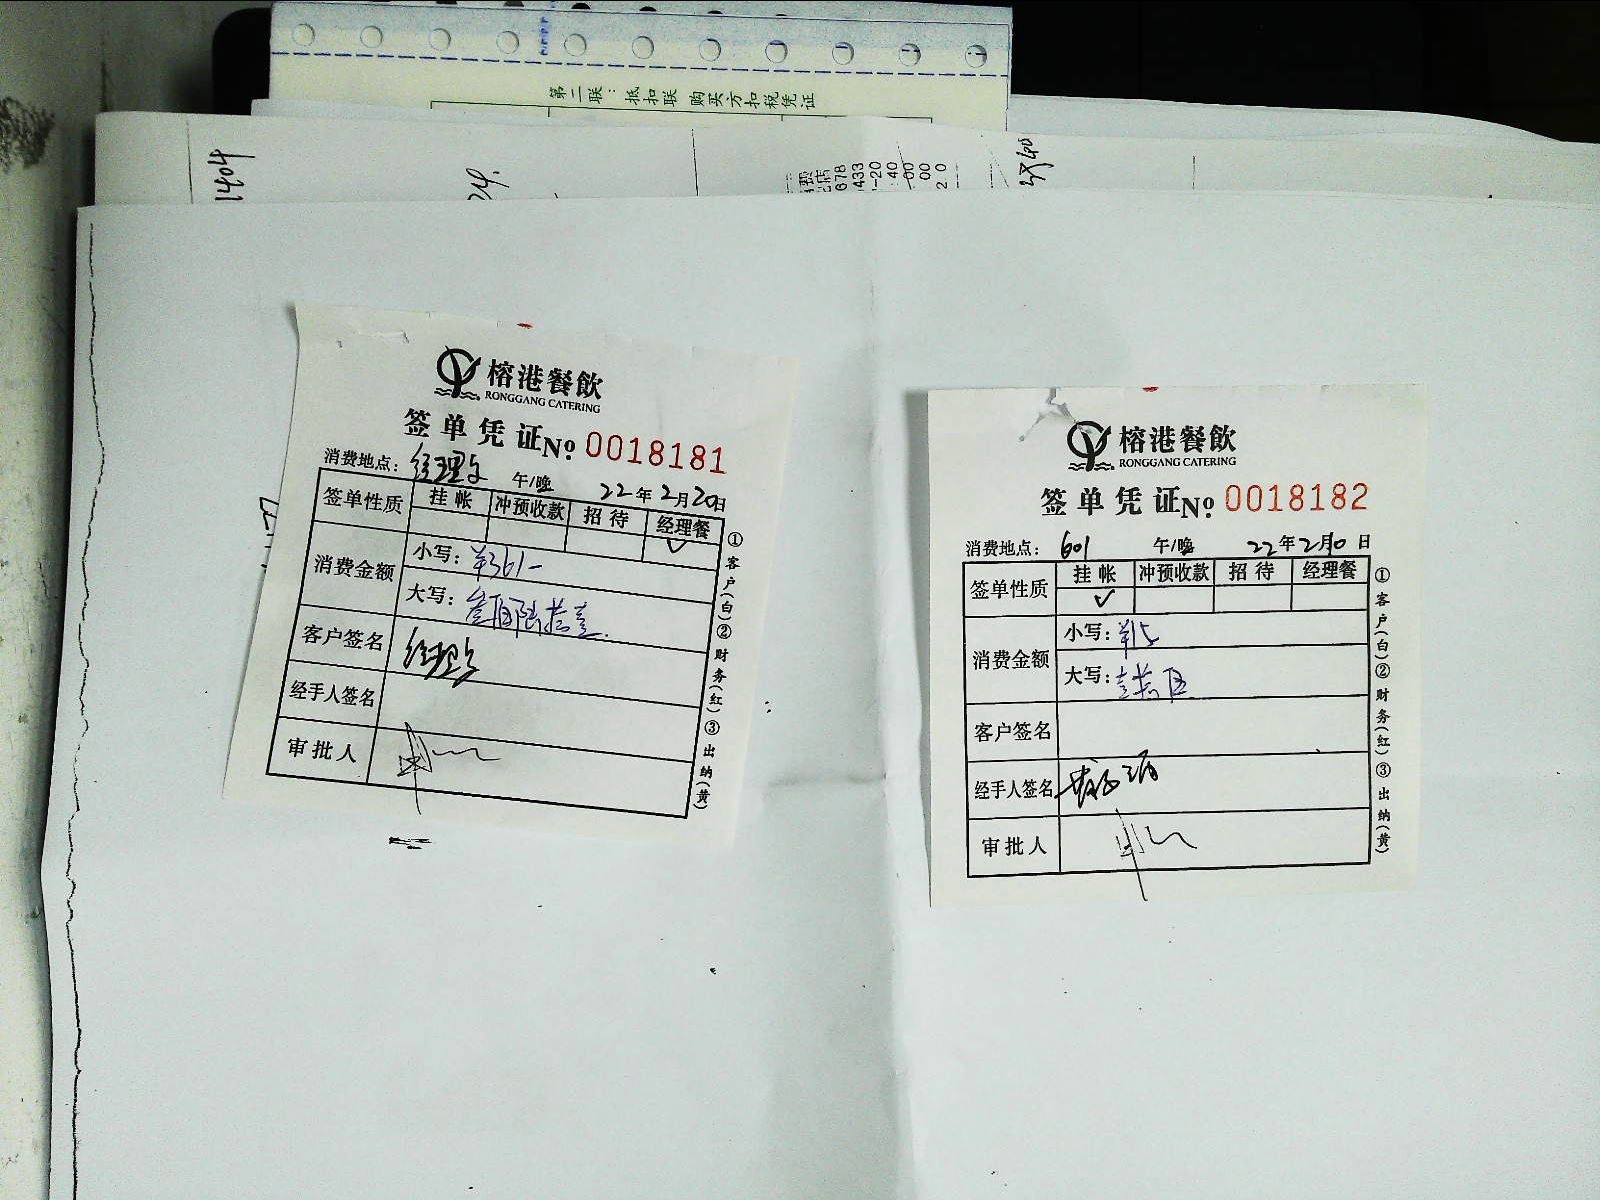 第二联：抵扣联 购买方扣税凭证
1404
24.
榕港餐飲
RONGGANG CATERING
签单凭证 No 0018181
消费地点：经理 午/晚 22年2月20日
签单性质 挂帐 冲预收款 招待 经理餐
✓
消费金额 小写：¥361-
大写：叁佰陆拾壹
客户签名 经理
经手人签名
审批人
①客户(白)②财务(红)③出纳(黄)
榕港餐飲
RONGGANG CATERING
签单凭证 No 0018182
消费地点：601 午/晚 22年2月20日
签单性质 挂帐 冲预收款 招待 经理餐
✓
消费金额 小写：¥15
大写：壹拾伍
客户签名
经手人签名
审批人
①客户(白)②财务(红)③出纳(黄)